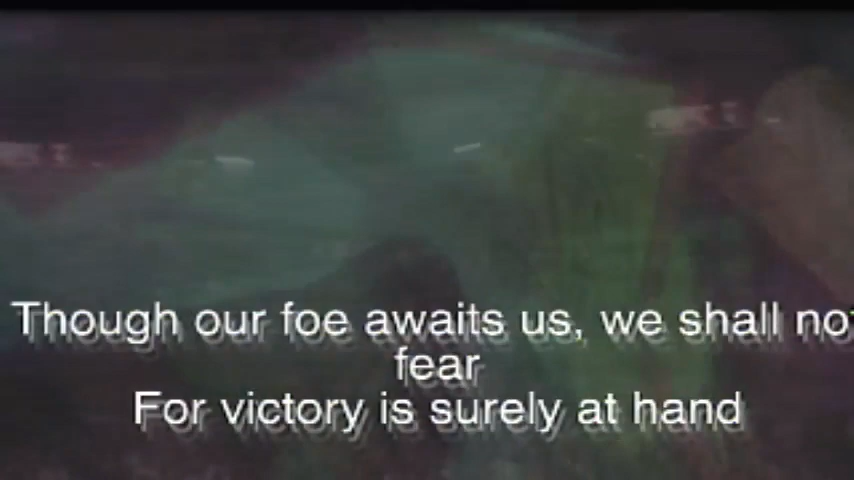 Though our foe awaits us, we shall not
fear
For victory is surely at hand